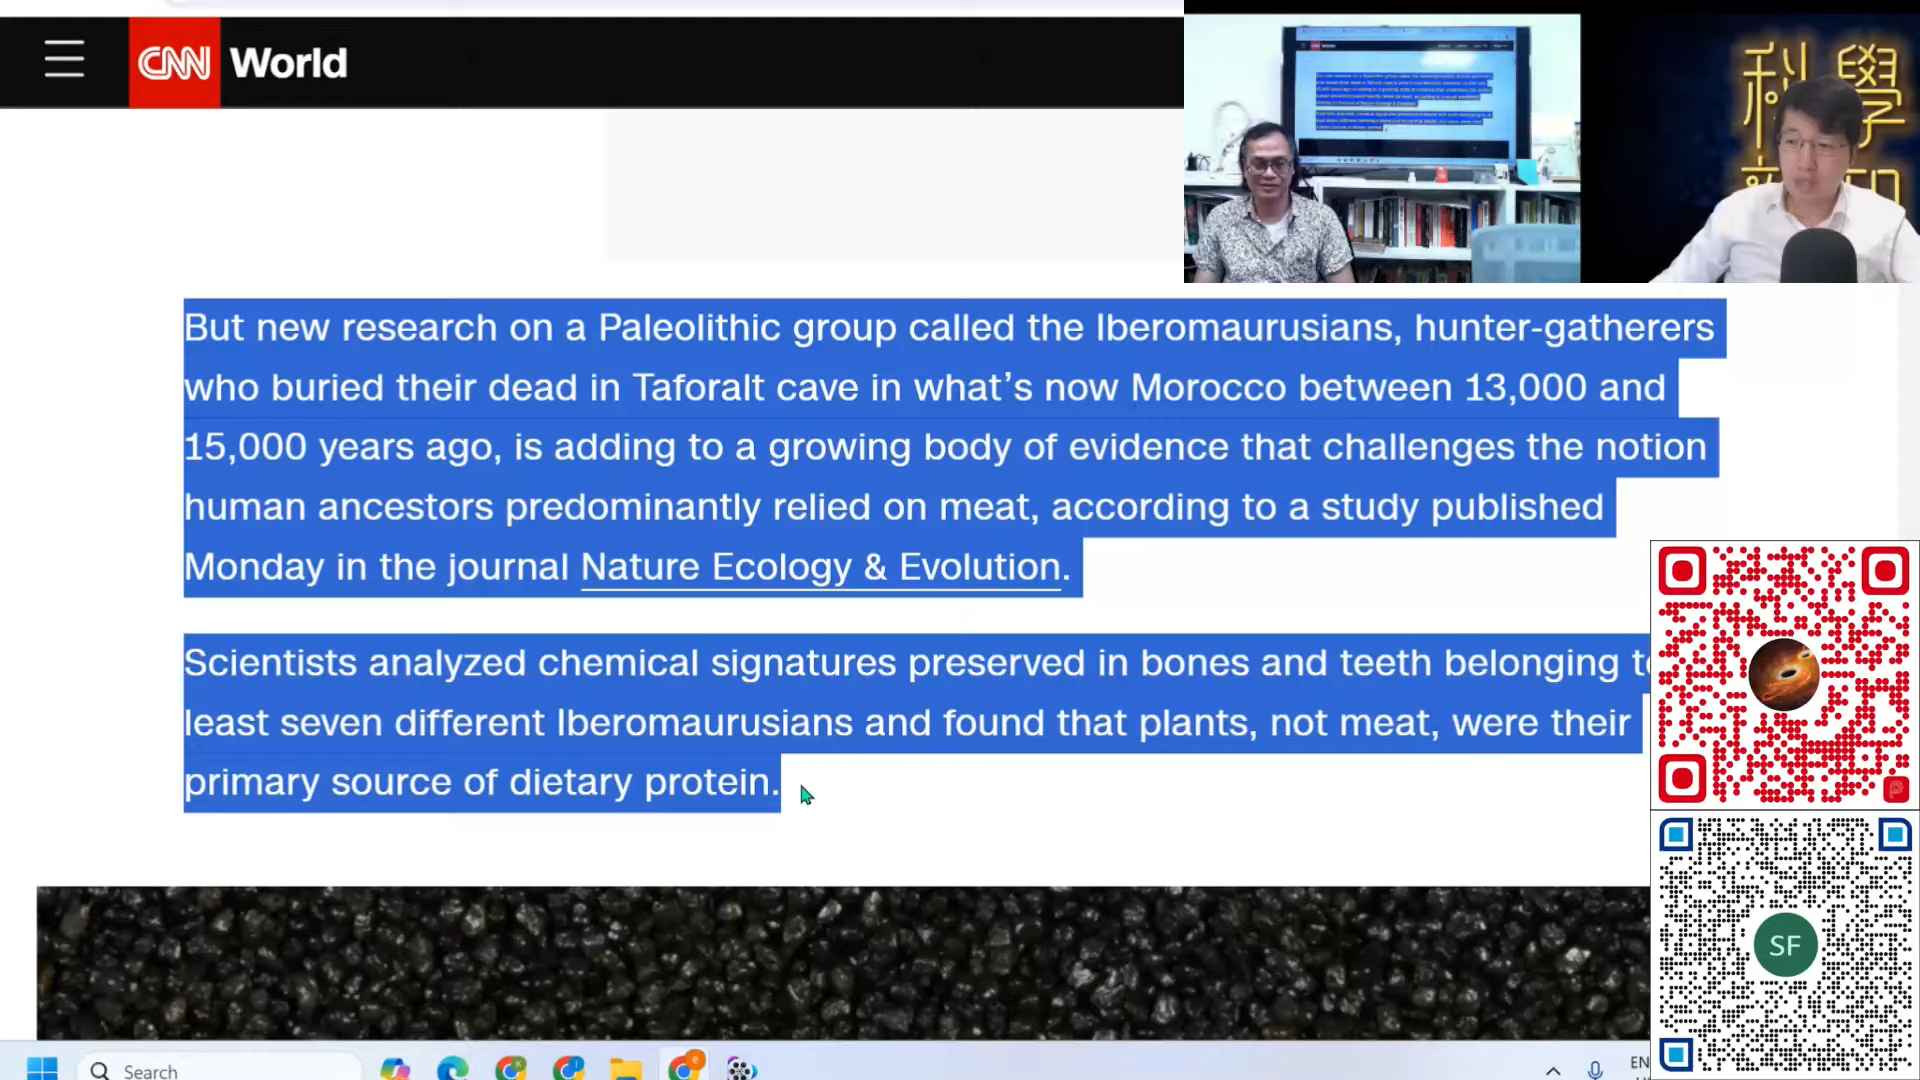 CNN World
科學
But new research on a Paleolithic group called the Iberomaurusians, hunter-gatherers
who buried their dead in Taforalt cave in what's now Morocco between 13,000 and
15,000 years ago, is adding to a growing body of evidence that challenges the notion
human ancestors predominantly relied on meat, according to a study published
Monday in the journal Nature Ecology & Evolution.
Scientists analyzed chemical signatures preserved in bones and teeth belonging
least seven different Iberomaurusians and found that plants, not meat, were their
primary source of dietary protein.
SF
Search
EN